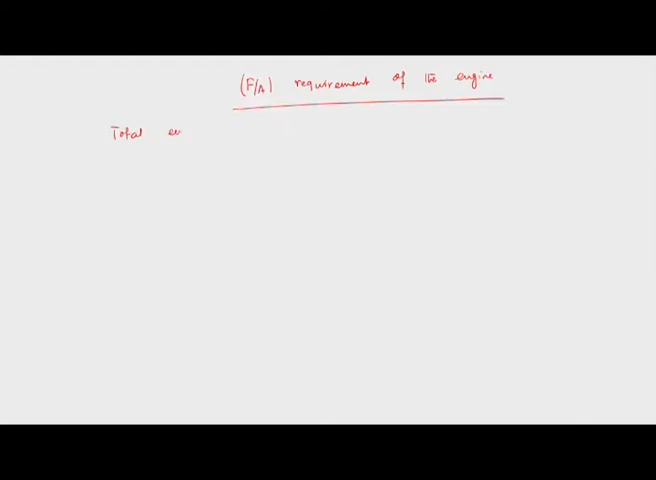 (F/A) requirement of the engine
Total